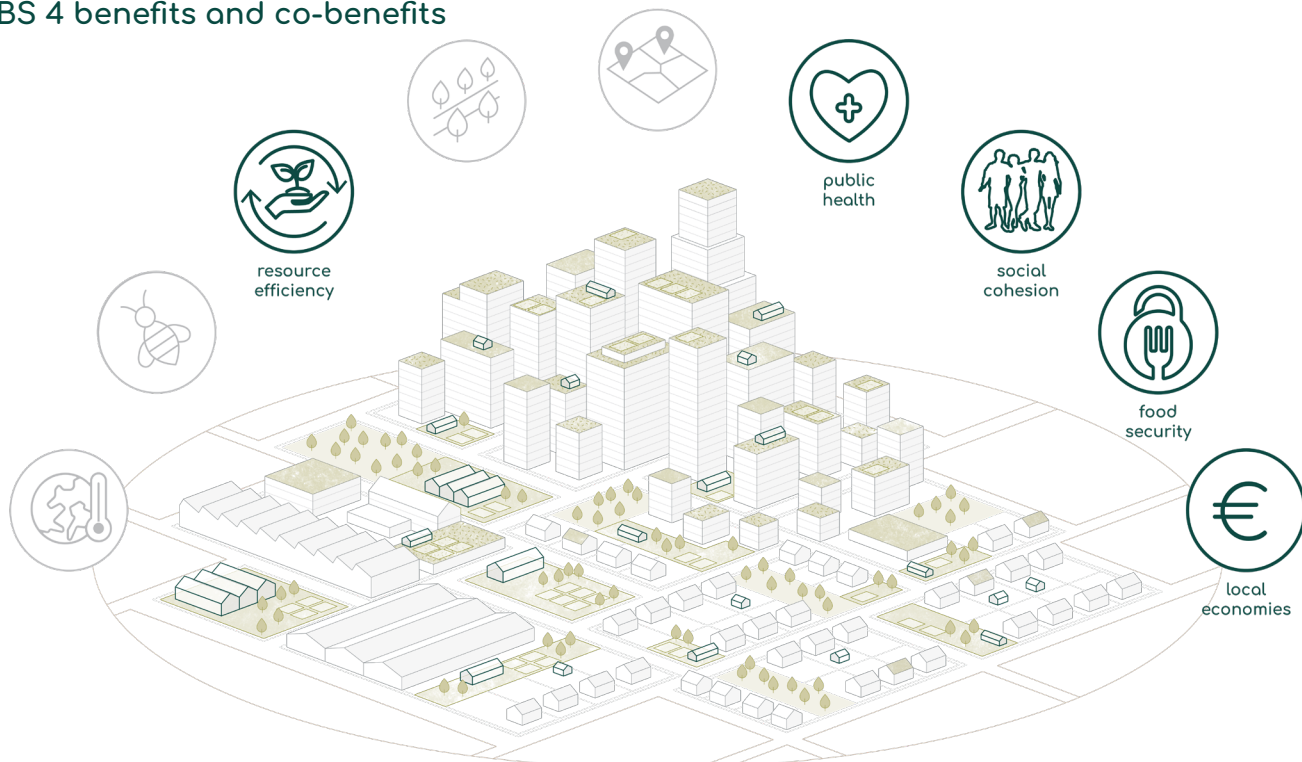 BS 4 benefits and co-benefits
public
health
resource
efficiency
social
cohesion
food
security
local
economies